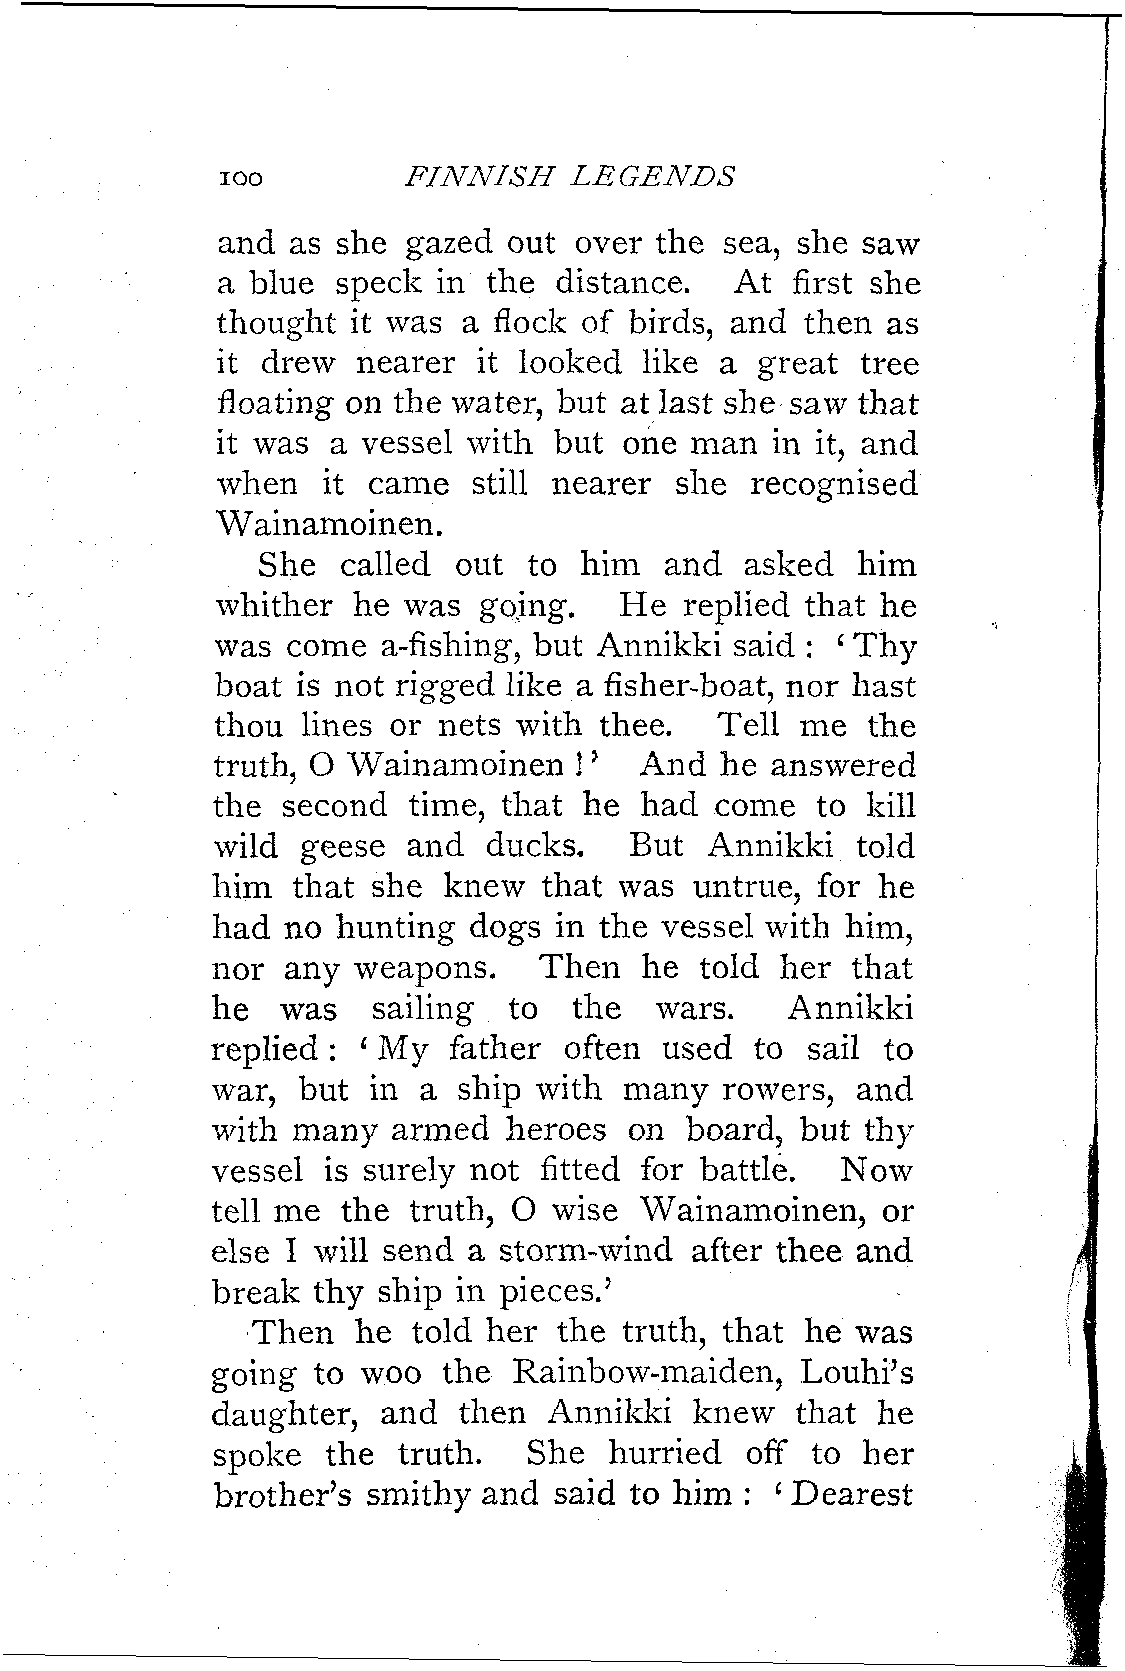 100 FINNISH LEGENDS
and as she gazed out over the sea, she saw
a blue speck in the distance. At first she
thought it was a flock of birds, and then as
it drew nearer it looked like a great tree
floating on the water, but at last she saw that
it was a vessel with but one man in it, and
when it came still nearer she recognised
Wainamoinen.
She called out to him and asked him
whither he was going. He replied that he
was come a-fishing, but Annikki said : ‘ Thy
boat is not rigged like a fisher-boat, nor hast
thou lines or nets with thee. Tell me the
truth, O Wainamoinen !’ And he answered
the second time, that he had come to kill
wild geese and ducks. But Annikki told
him that she knew that was untrue, for he
had no hunting dogs in the vessel with him,
nor any weapons. Then he told her that
he was sailing to the wars. Annikki
replied : ‘ My father often used to sail to
war, but in a ship with many rowers, and
with many armed heroes on board, but thy
vessel is surely not fitted for battle. Now
tell me the truth, O wise Wainamoinen, or
else I will send a storm-wind after thee and
break thy ship in pieces.’
Then he told her the truth, that he was
going to woo the Rainbow-maiden, Louhi’s
daughter, and then Annikki knew that he
spoke the truth. She hurried off to her
brother’s smithy and said to him : ‘ Dearest